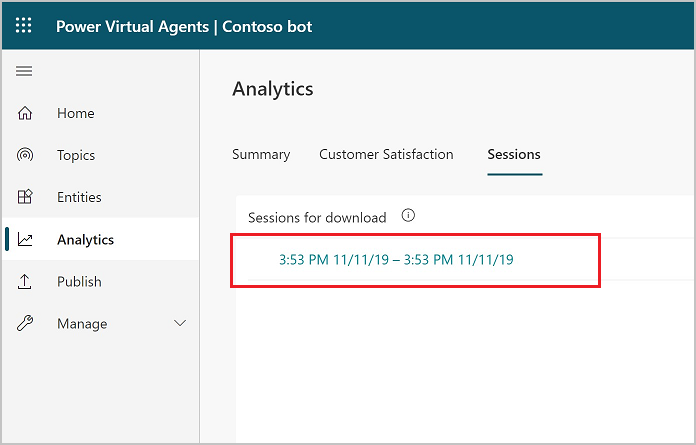 Power Virtual Agents | Contoso bot
Home
Topics
Entities
Analytics
Publish
Manage
Analytics
Summary Customer Satisfaction Sessions
Sessions for download
3:53 PM 11/11/19 – 3:53 PM 11/11/19